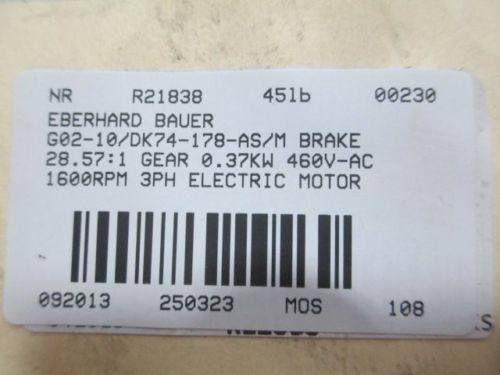 NR R21838 45lb 00230
EBERHARD BAUER
G02-10/DK74-178-AS/M BRAKE
28.57:1 GEAR 0.37KW 460V-AC
1600RPM 3PH ELECTRIC MOTOR
092013 250323 MOS 108